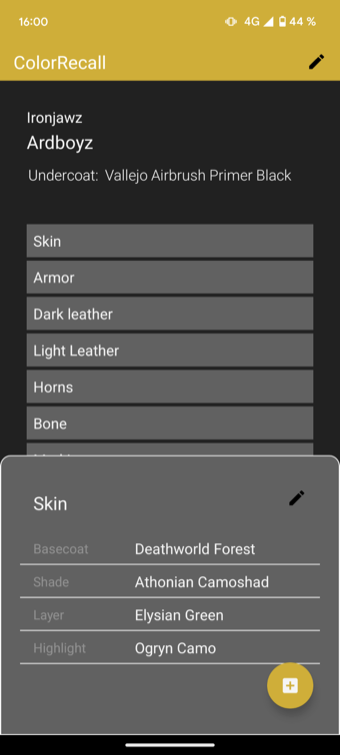 16:00 4G 44 %
ColorRecall
Ironjawz
Ardboyz
Undercoat: Vallejo Airbrush Primer Black
Skin
Armor
Dark leather
Light Leather
Horns
Bone
Skin
Basecoat Deathworld Forest
Shade Athonian Camoshad
Layer Elysian Green
Highlight Ogryn Camo